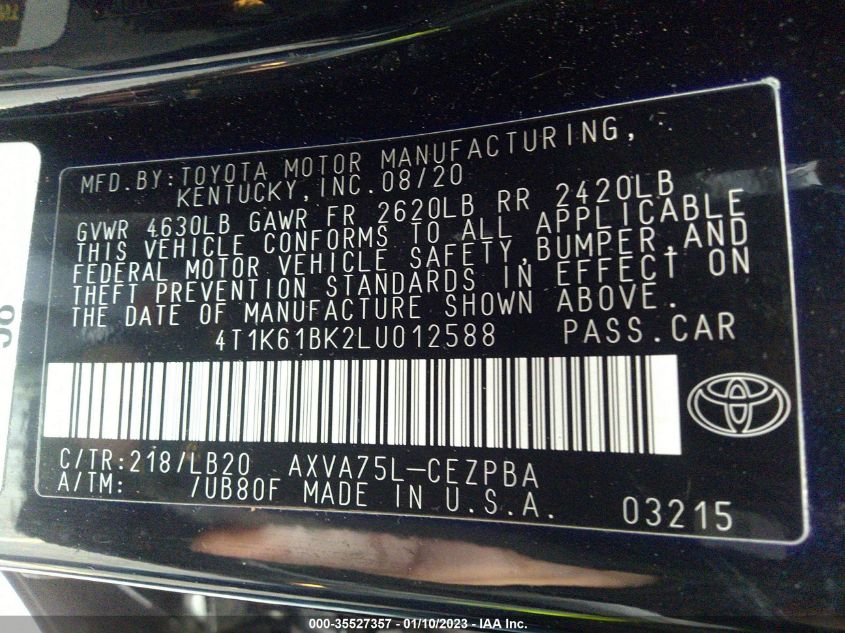 MFD.BY:TOYOTA MOTOR MANUFACTURING,
KENTUCKY,INC.08/20
GVWR 4630LB GAWR FR 2620LB RR 2420LB
THIS VEHICLE CONFORMS TO ALL APPLICABLE
FEDERAL MOTOR VEHICLE SAFETY,BUMPER,AND
THEFT PREVENTION STANDARDS IN EFFECT ON
THE DATE OF MANUFACTURE SHOWN ABOVE.
4T1K61BK2LU012588 PASS.CAR
C/TR:218/LB20 AXVA75L-CEZPBA
A/TM: /UB80F MADE IN U.S.A. 03215
000-35527357 - 01/10/2023 - IAA Inc.